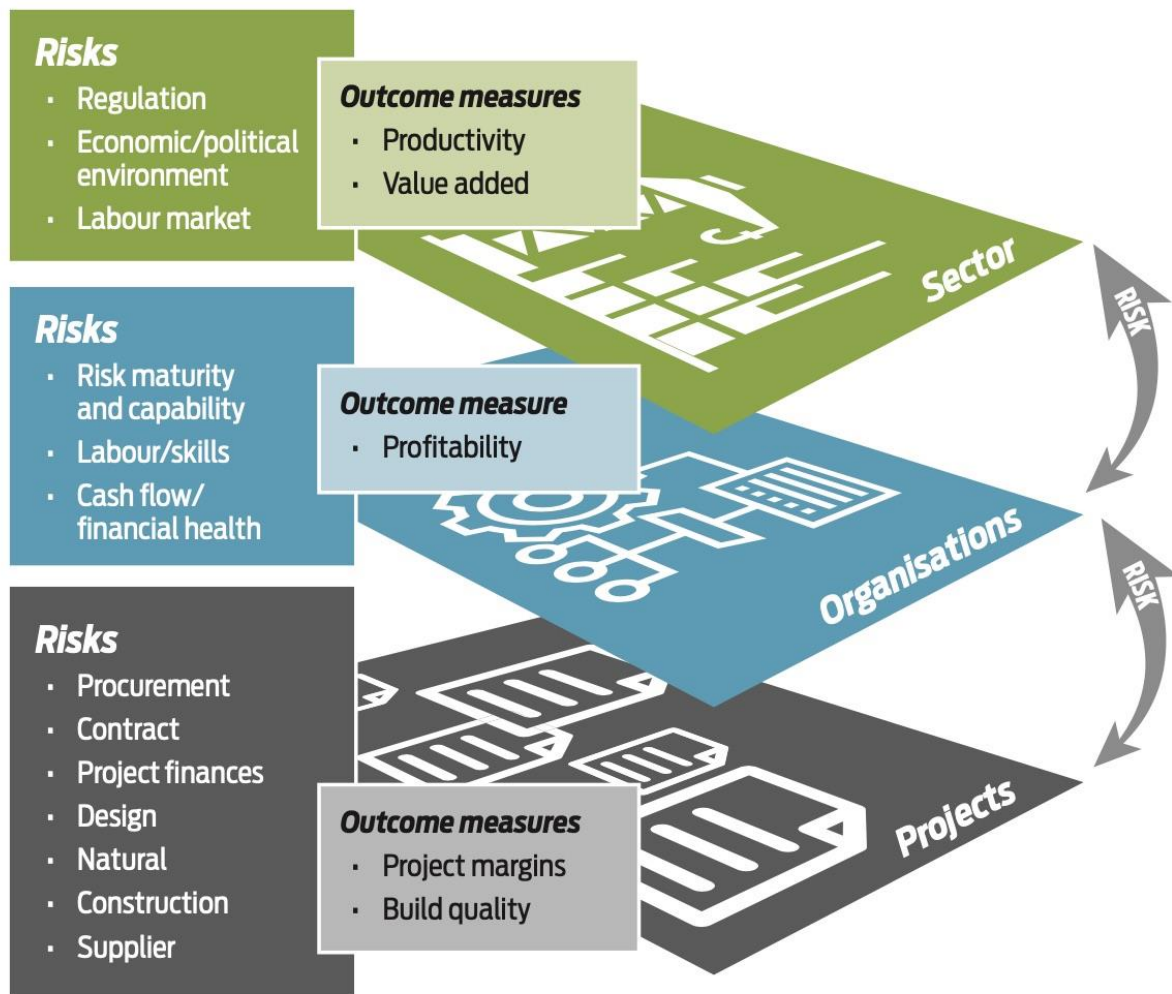 Risks
· Regulation
· Economic/political
environment
· Labour market
Outcome measures
· Productivity
· Value added
Sector
RISK
Risks
· Risk maturity
and capability
· Labour/skills
· Cash flow/
financial health
Outcome measure
· Profitability
Organisations
RISK
Risks
· Procurement
· Contract
· Project finances
· Design
· Natural
· Construction
· Supplier
Outcome measures
· Project margins
· Build quality
Projects